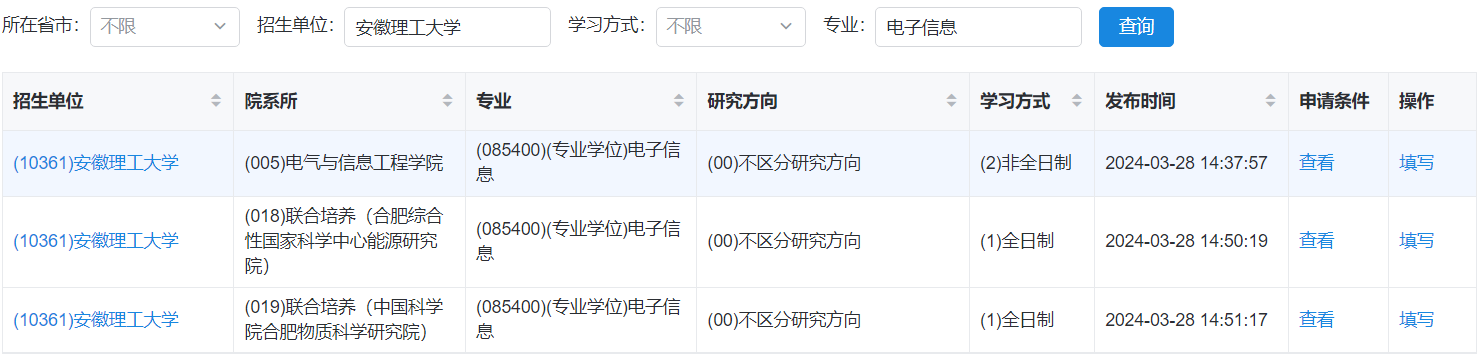 所在省市： 不限 招生单位： 安徽理工大学 学习方式： 不限 专业： 电子信息 查询
招生单位 院系所 专业 研究方向 学习方式 发布时间 申请条件 操作
(10361)安徽理工大学 (005)电气与信息工程学院 (085400)(专业学位)电子信
息 (00)不区分研究方向 (2)非全日制 2024-03-28 14:37:57 查看 填写
(10361)安徽理工大学 (018)联合培养（合肥综合
性国家科学中心能源研究
院） (085400)(专业学位)电子信
息 (00)不区分研究方向 (1)全日制 2024-03-28 14:50:19 查看 填写
(10361)安徽理工大学 (019)联合培养（中国科学
院合肥物质科学研究院） (085400)(专业学位)电子信
息 (00)不区分研究方向 (1)全日制 2024-03-28 14:51:17 查看 填写